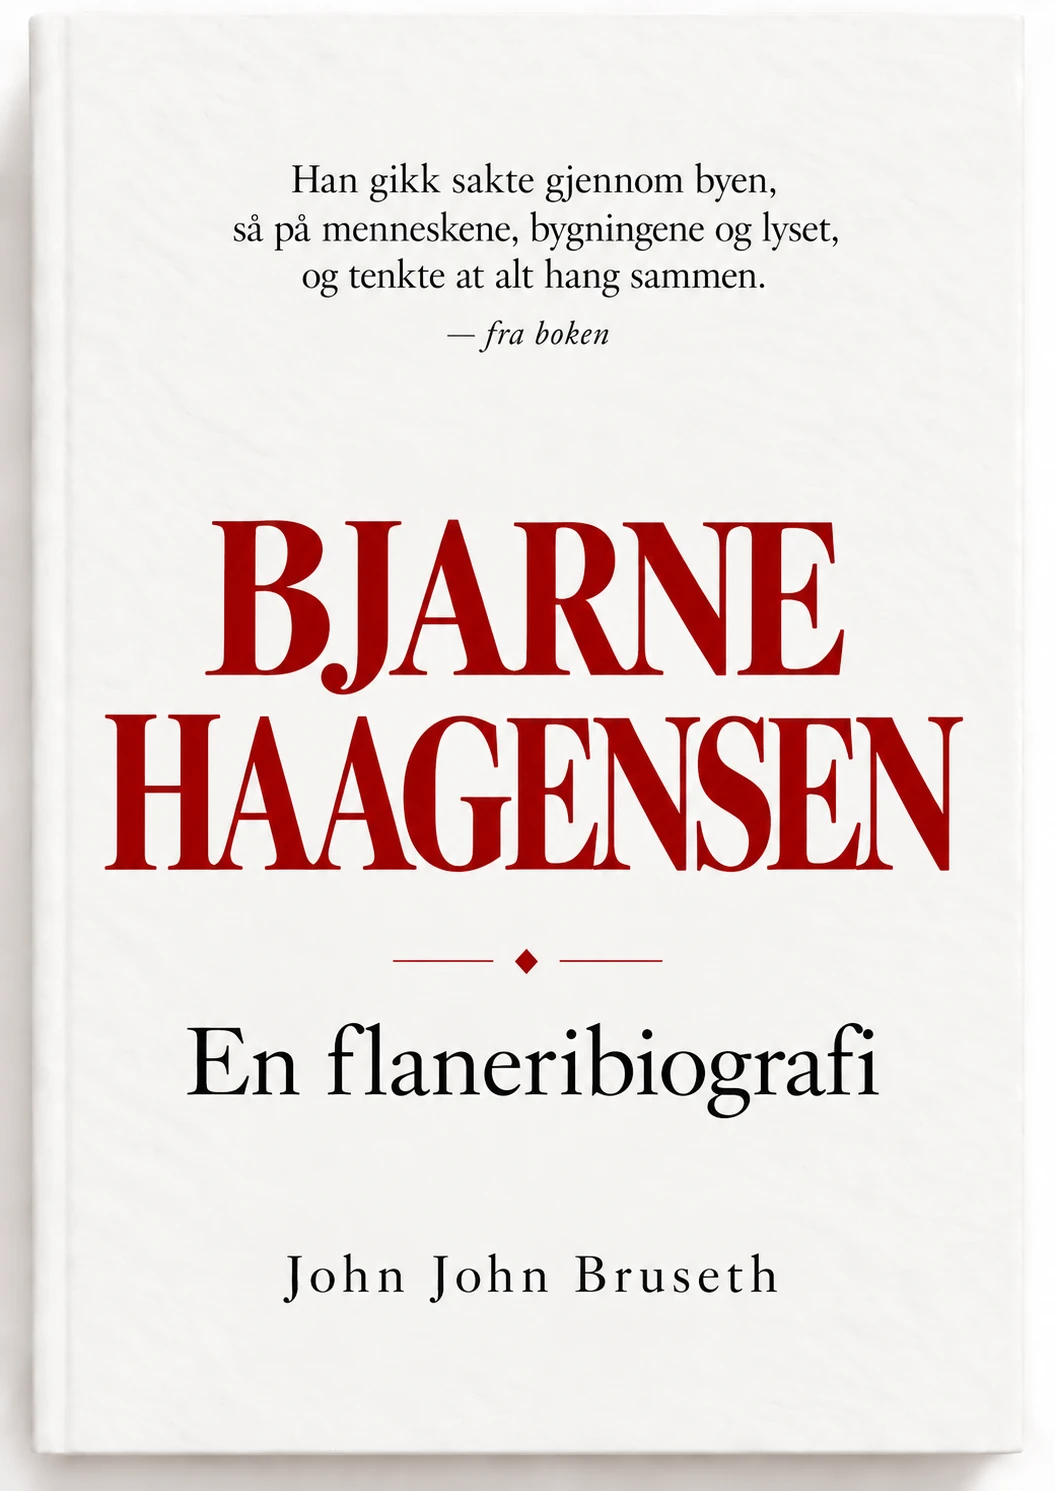 Han gikk sakte gjennom byen,
så på menneskene, bygningene og lyset,
og tenkte at alt hang sammen.
— fra boken
BJARNE
HAAGENSEN
En flaneribiografi
John John Bruseth